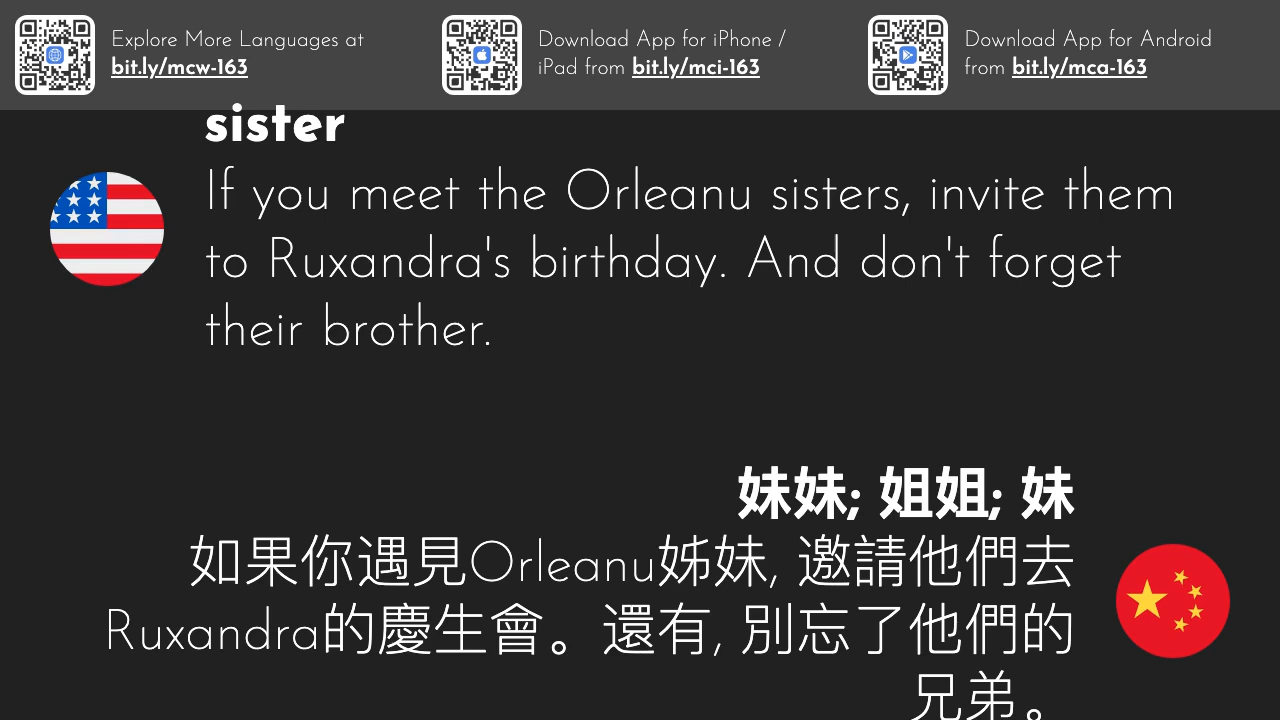 Explore More Languages at
bit.ly/mcw-163
Download App for iPhone /
iPad from bit.ly/mci-163
Download App for Android
from bit.ly/mca-163
sister
If you meet the Orleanu sisters, invite them
to Ruxandra's birthday. And don't forget
their brother.
妹妹; 姐姐; 妹
如果你遇見Orleanu姊妹, 邀請他們去
Ruxandra的慶生會。還有, 別忘了他們的
兄弟。